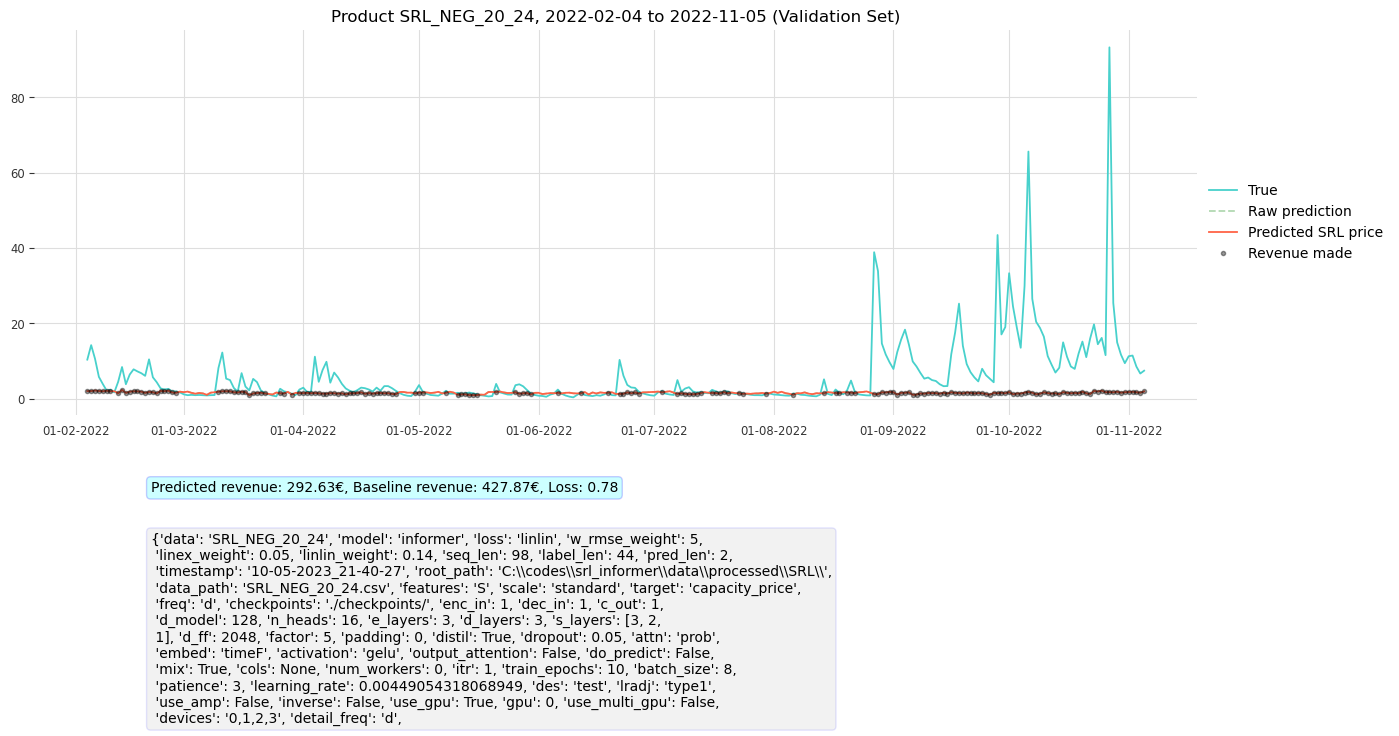 Product SRL_NEG_20_24, 2022-02-04 to 2022-11-05 (Validation Set)
80
60
40
20
0
01-02-2022 01-03-2022 01-04-2022 01-05-2022 01-06-2022 01-07-2022 01-08-2022 01-09-2022 01-10-2022 01-11-2022
True
Raw prediction
Predicted SRL price
Revenue made
Predicted revenue: 292.63€, Baseline revenue: 427.87€, Loss: 0.78
{'data': 'SRL_NEG_20_24', 'model': 'informer', 'loss': 'linlin', 'w_rmse_weight': 5,
'linex_weight': 0.05, 'linlin_weight': 0.14, 'seq_len': 98, 'label_len': 44, 'pred_len': 2,
'timestamp': '10-05-2023_21-40-27', 'root_path': 'C:\\codes\\srl_informer\\data\\processed\\SRL\\',
'data_path': 'SRL_NEG_20_24.csv', 'features': 'S', 'scale': 'standard', 'target': 'capacity_price',
'freq': 'd', 'checkpoints': './checkpoints/', 'enc_in': 1, 'dec_in': 1, 'c_out': 1,
'd_model': 128, 'n_heads': 16, 'e_layers': 3, 'd_layers': 3, 's_layers': [3, 2,
1], 'd_ff': 2048, 'factor': 5, 'padding': 0, 'distil': True, 'dropout': 0.05, 'attn': 'prob',
'embed': 'timeF', 'activation': 'gelu', 'output_attention': False, 'do_predict': False,
'mix': True, 'cols': None, 'num_workers': 0, 'itr': 1, 'train_epochs': 10, 'batch_size': 8,
'patience': 3, 'learning_rate': 0.00449054318068949, 'des': 'test', 'lradj': 'type1',
'use_amp': False, 'inverse': False, 'use_gpu': True, 'gpu': 0, 'use_multi_gpu': False,
'devices': '0,1,2,3', 'detail_freq': 'd',